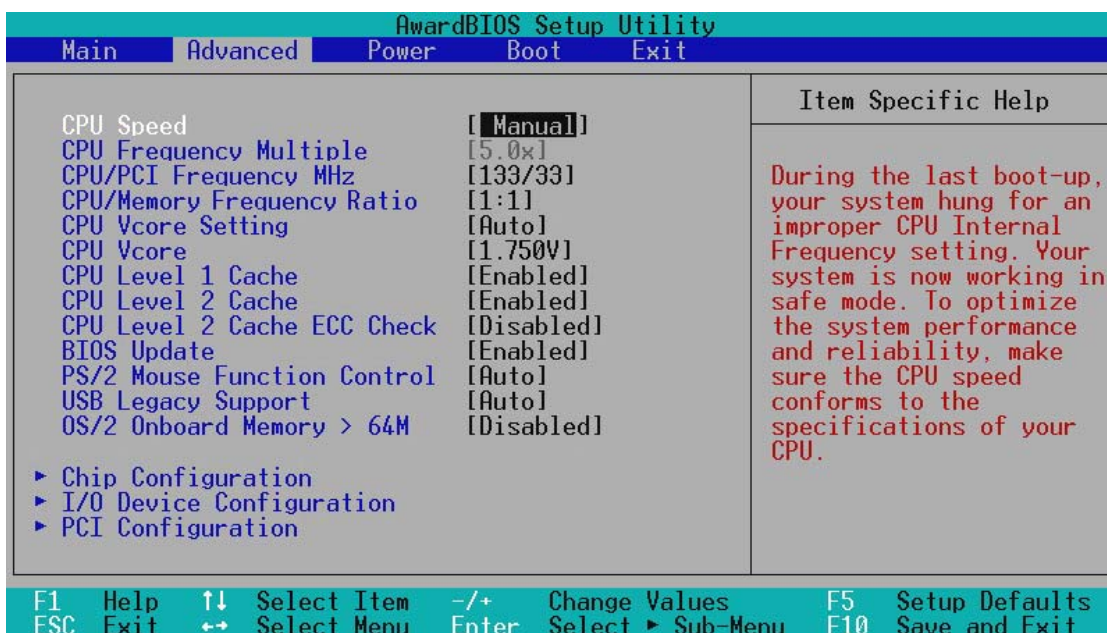 AwardBIOS Setup Utility
Main Advanced Power Boot Exit
CPU Speed [ Manual]
CPU Frequency Multiple [5.0x]
CPU/PCI Frequency MHz [133/33]
CPU/Memory Frequency Ratio [1:1]
CPU Vcore Setting [Auto]
CPU Vcore [1.750V]
CPU Level 1 Cache [Enabled]
CPU Level 2 Cache [Enabled]
CPU Level 2 Cache ECC Check [Disabled]
BIOS Update [Enabled]
PS/2 Mouse Function Control [Auto]
USB Legacy Support [Auto]
OS/2 Onboard Memory > 64M [Disabled]
► Chip Configuration
► I/O Device Configuration
► PCI Configuration
Item Specific Help
During the last boot-up,
your system hung for an
improper CPU Internal
Frequency setting. Your
system is now working in
safe mode. To optimize
the system performance
and reliability, make
sure the CPU speed
conforms to the
specifications of your
CPU.
F1 Help ↑↓ Select Item -/+ Change Values F5 Setup Defaults
ESC Exit ←→ Select Menu Enter Select ► Sub-Menu F10 Save and Exit